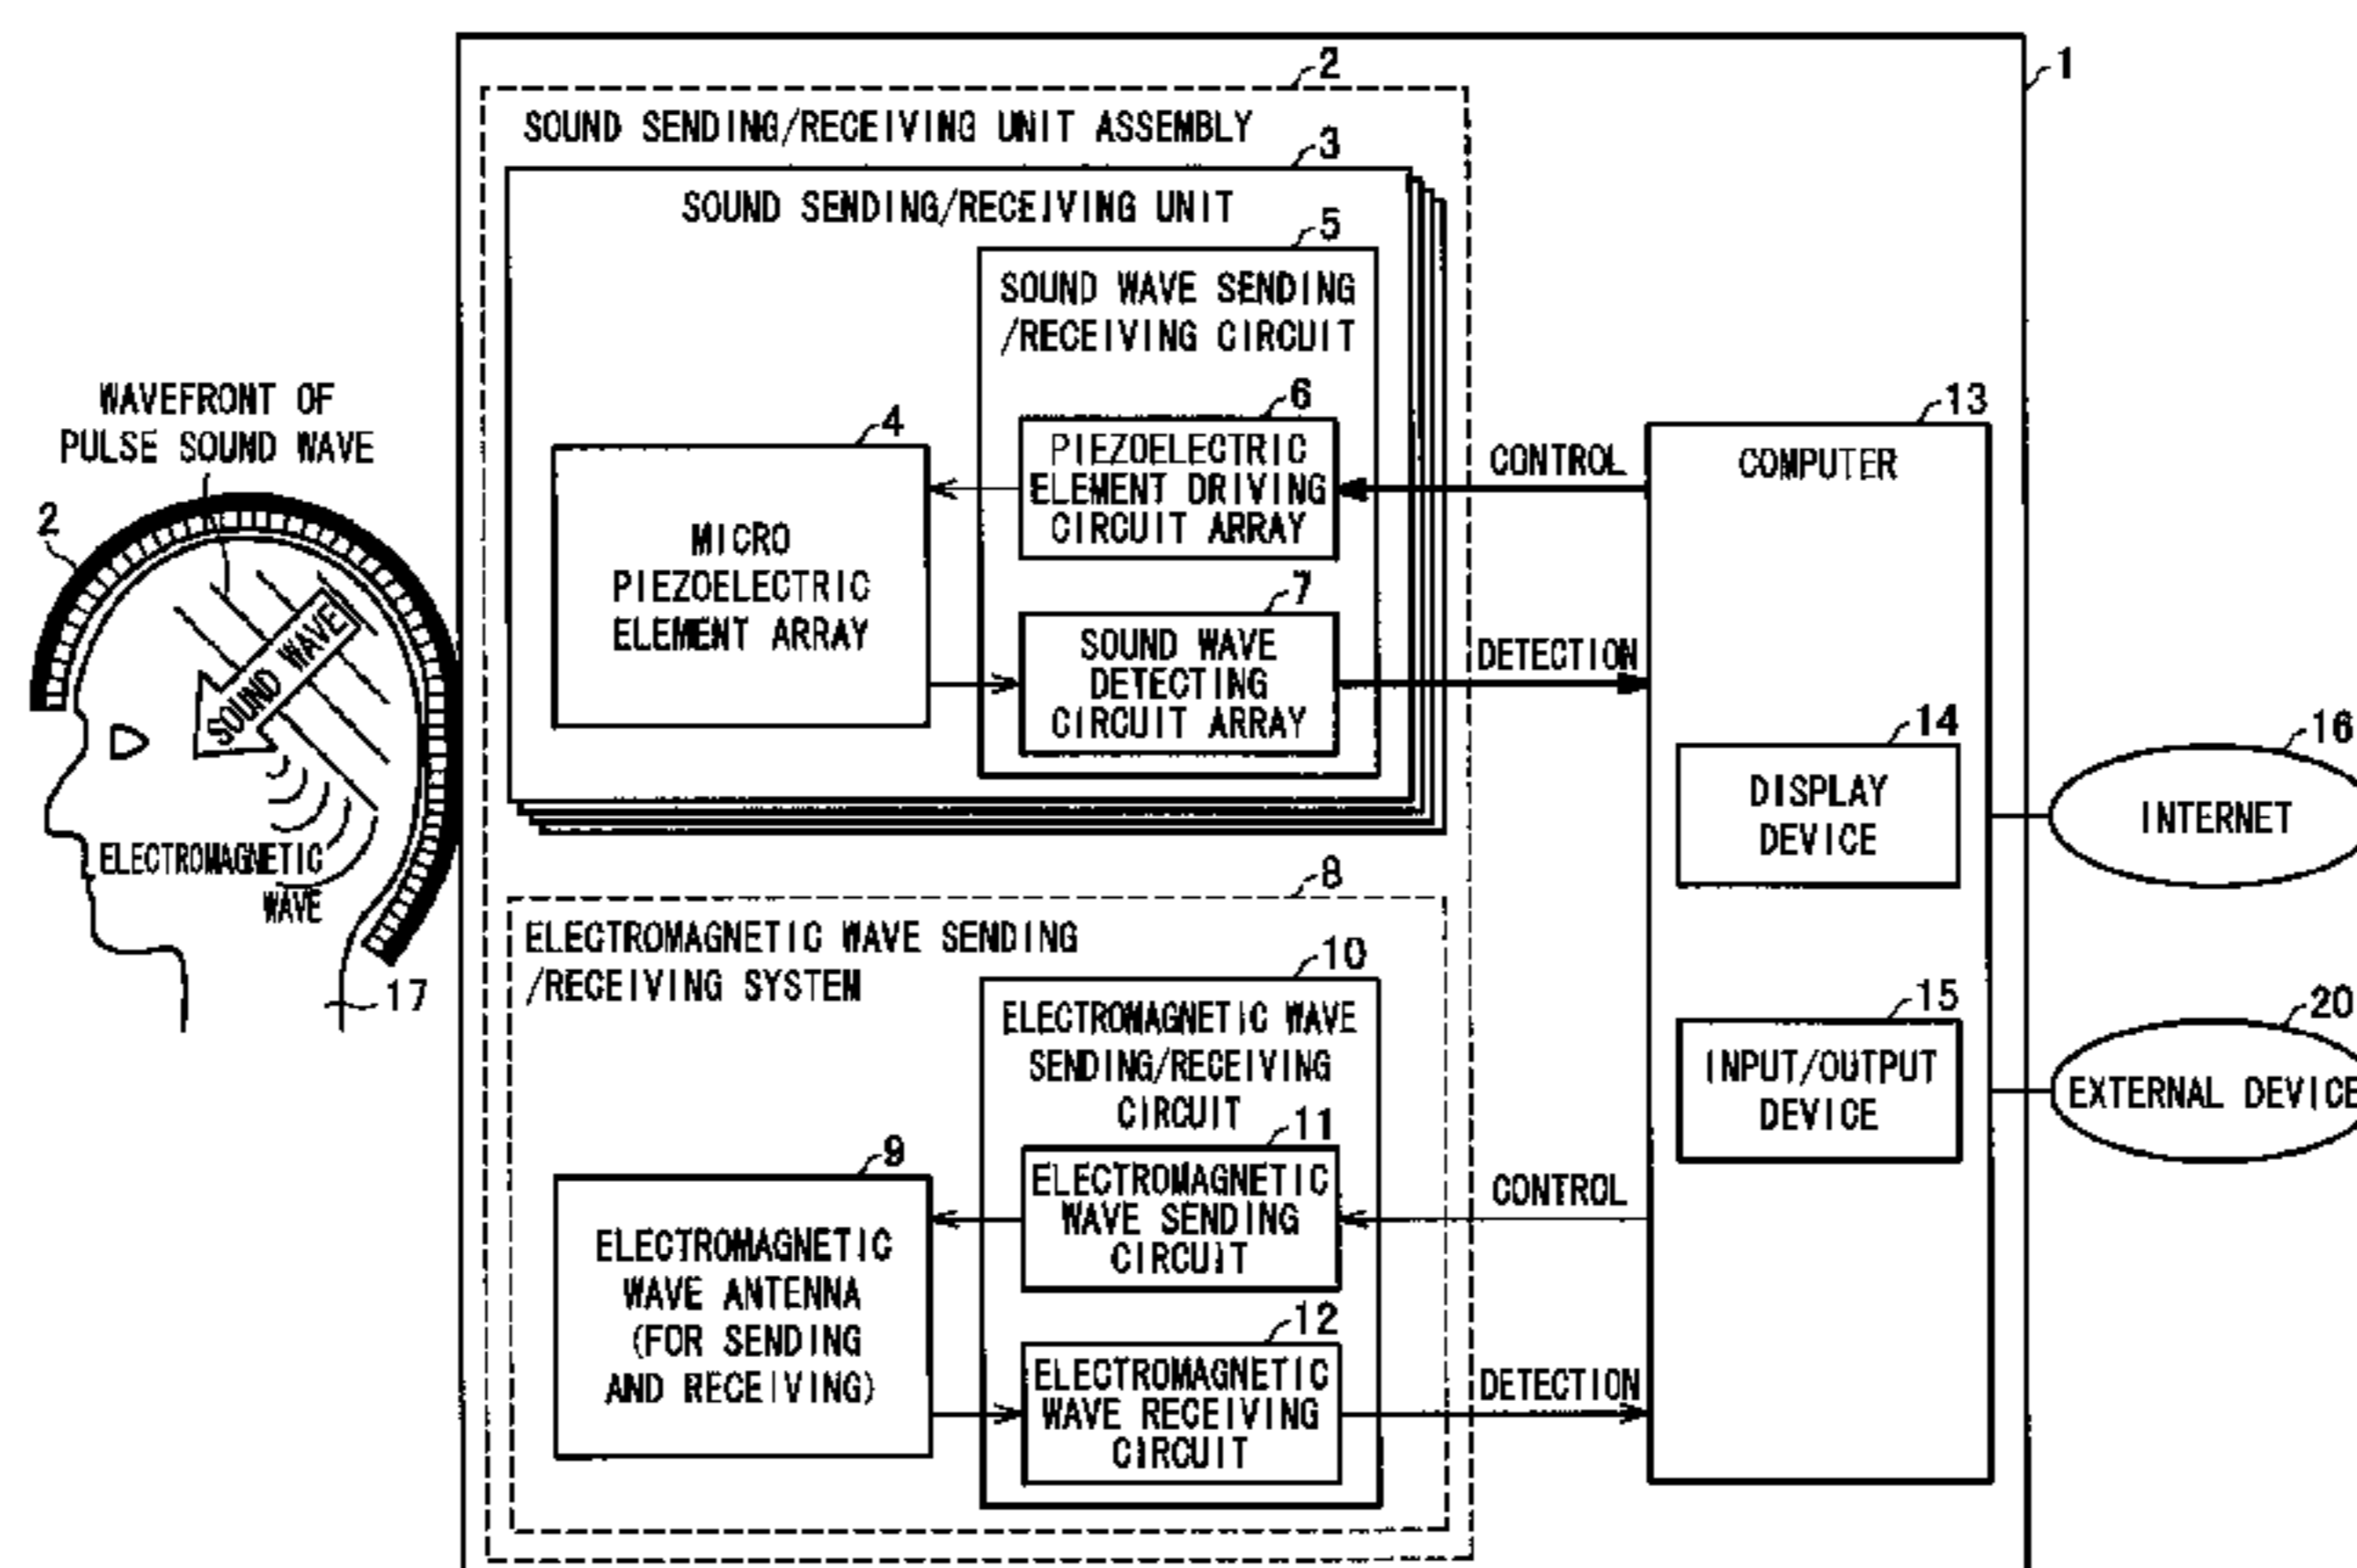 1
2
SOUND SENDING/RECEIVING UNIT ASSEMBLY
3
SOUND SENDING/RECEIVING UNIT
5
SOUND WAVE SENDING
/RECEIVING CIRCUIT
6
PIEZOELECTRIC
ELEMENT DRIVING
CIRCUIT ARRAY
4
MICRO
PIEZOELECTRIC
ELEMENT ARRAY
7
SOUND WAVE
DETECTING
CIRCUIT ARRAY
CONTROL
DETECTION
13
COMPUTER
14
DISPLAY
DEVICE
15
INPUT/OUTPUT
DEVICE
16
INTERNET
20
EXTERNAL DEVICE
WAVEFRONT OF
PULSE SOUND WAVE
2
SOUND WAVE
ELECTROMAGNETIC
WAVE
17
8
ELECTROMAGNETIC WAVE SENDING
/RECEIVING SYSTEM
10
ELECTROMAGNETIC WAVE
SENDING/RECEIVING
CIRCUIT
11
ELECTROMAGNETIC
WAVE SENDING
CIRCUIT
9
ELECTROMAGNETIC
WAVE ANTENNA
(FOR SENDING
AND RECEIVING)
12
ELECTROMAGNETIC
WAVE RECEIVING
CIRCUIT
CONTROL
DETECTION